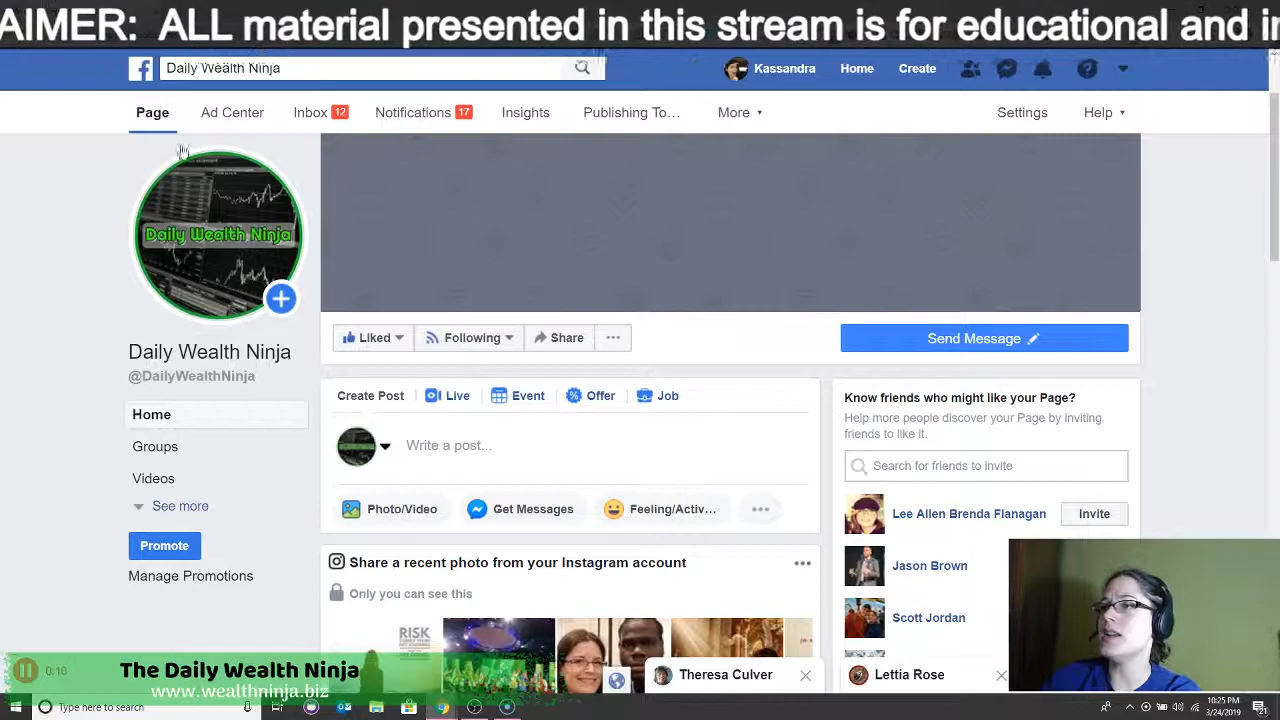 AIMER: ALL material presented in this stream is for educational and in
Daily Wealth Ninja
Kassandra Home Create
Page Ad Center Inbox 12 Notifications 17 Insights Publishing To... More Settings Help
Daily Wealth Ninja
Daily Wealth Ninja
@DailyWealthNinja
Home
Groups
Videos
See more
Promote
Manage Promotions
Liked Following Share ...
Send Message
Create Post Live Event Offer Job
Write a post...
Photo/Video Get Messages Feeling/Activ... ...
Share a recent photo from your Instagram account
Only you can see this
RISK
Know friends who might like your Page?
Help more people discover your Page by inviting
friends to like it.
Search for friends to invite
Lee Allen Brenda Flanagan Invite
Jason Brown
Scott Jordan
Theresa Culver
Lettia Rose
0:10
The Daily Wealth Ninja
www.wealthninja.biz
Type here to search
10:25 PM
3/24/2019